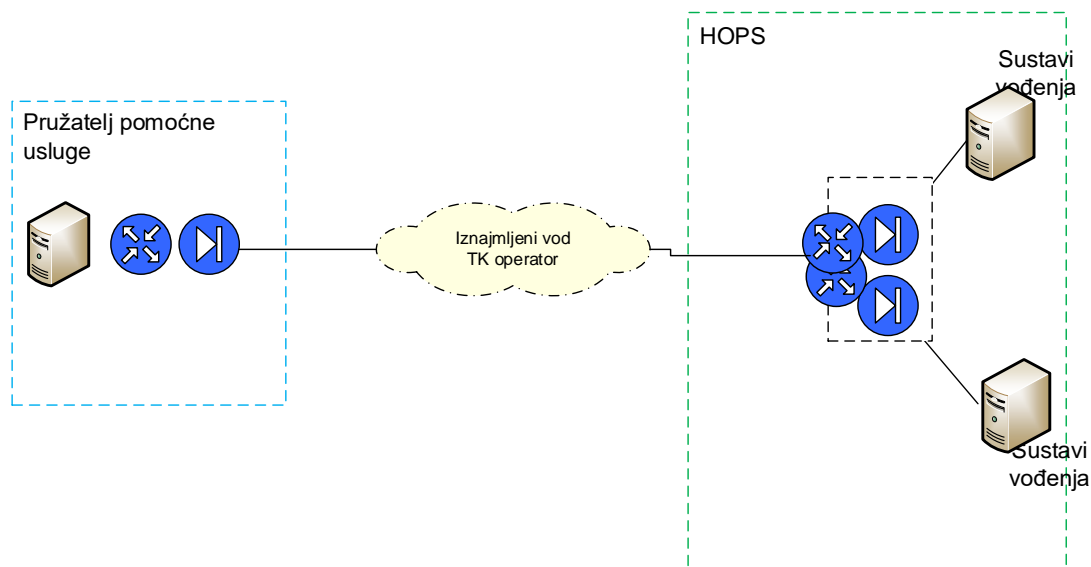 HOPS
Sustavi
vođenja
Pružatelj pomoćne
usluge
Iznajmljeni vod
TK operator
Sustavi
vođenja